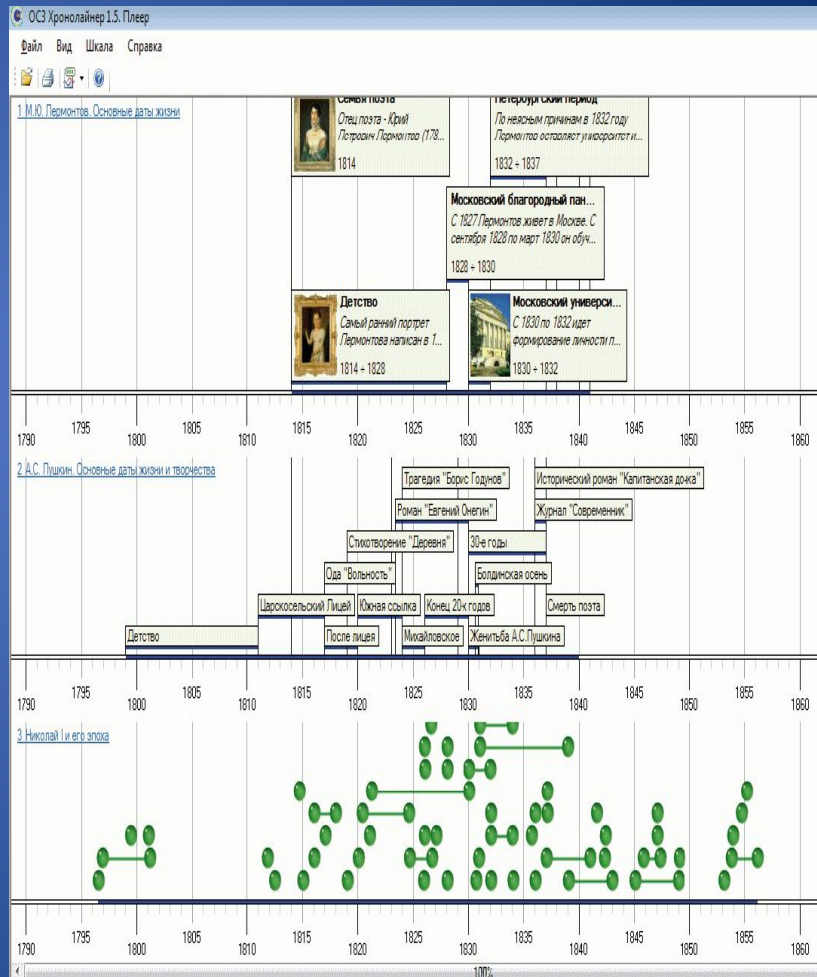 ОСЗ Хронолайнер 1.5. Плеер
Файл Вид Шкала Справка
1 М.Ю. Лермонтов. Основные даты жизни
Семья поэта
Отец поэта - Юрий
Петрович Лермонтов (178...
1814
Петербургский период
По неясным причинам в 1832 году
Лермонтов оставляет университет и...
1832 ÷ 1837
Московский благородный пан...
С 1827 Лермонтов живет в Москве. С
сентября 1828 по март 1830 он обуч...
1828 ÷ 1830
Детство
Самый ранний портрет
Лермонтова написан в 1...
1814 ÷ 1828
Московский универси...
С 1830 по 1832 идет
формирование личности п...
1830 ÷ 1832
1790 1795 1800 1805 1810 1815 1820 1825 1830 1835 1840 1845 1850 1855 1860
2 А.С. Пушкин. Основные даты жизни и творчества
Трагедия "Борис Годунов"
Исторический роман "Капитанская дочка"
Роман "Евгений Онегин"
Журнал "Современник"
Стихотворение "Деревня"
30-е годы
Ода "Вольность"
Болдинская осень
Царскосельский Лицей
Южная ссылка
Конец 20-х годов
Смерть поэта
Детство
После лицея
Михайловское
Женитьба А.С.Пушкина
1790 1795 1800 1805 1810 1815 1820 1825 1830 1835 1840 1845 1850 1855 1860
3 Николай I и его эпоха
1790 1795 1800 1805 1810 1815 1820 1825 1830 1835 1840 1845 1850 1855 1860
100%